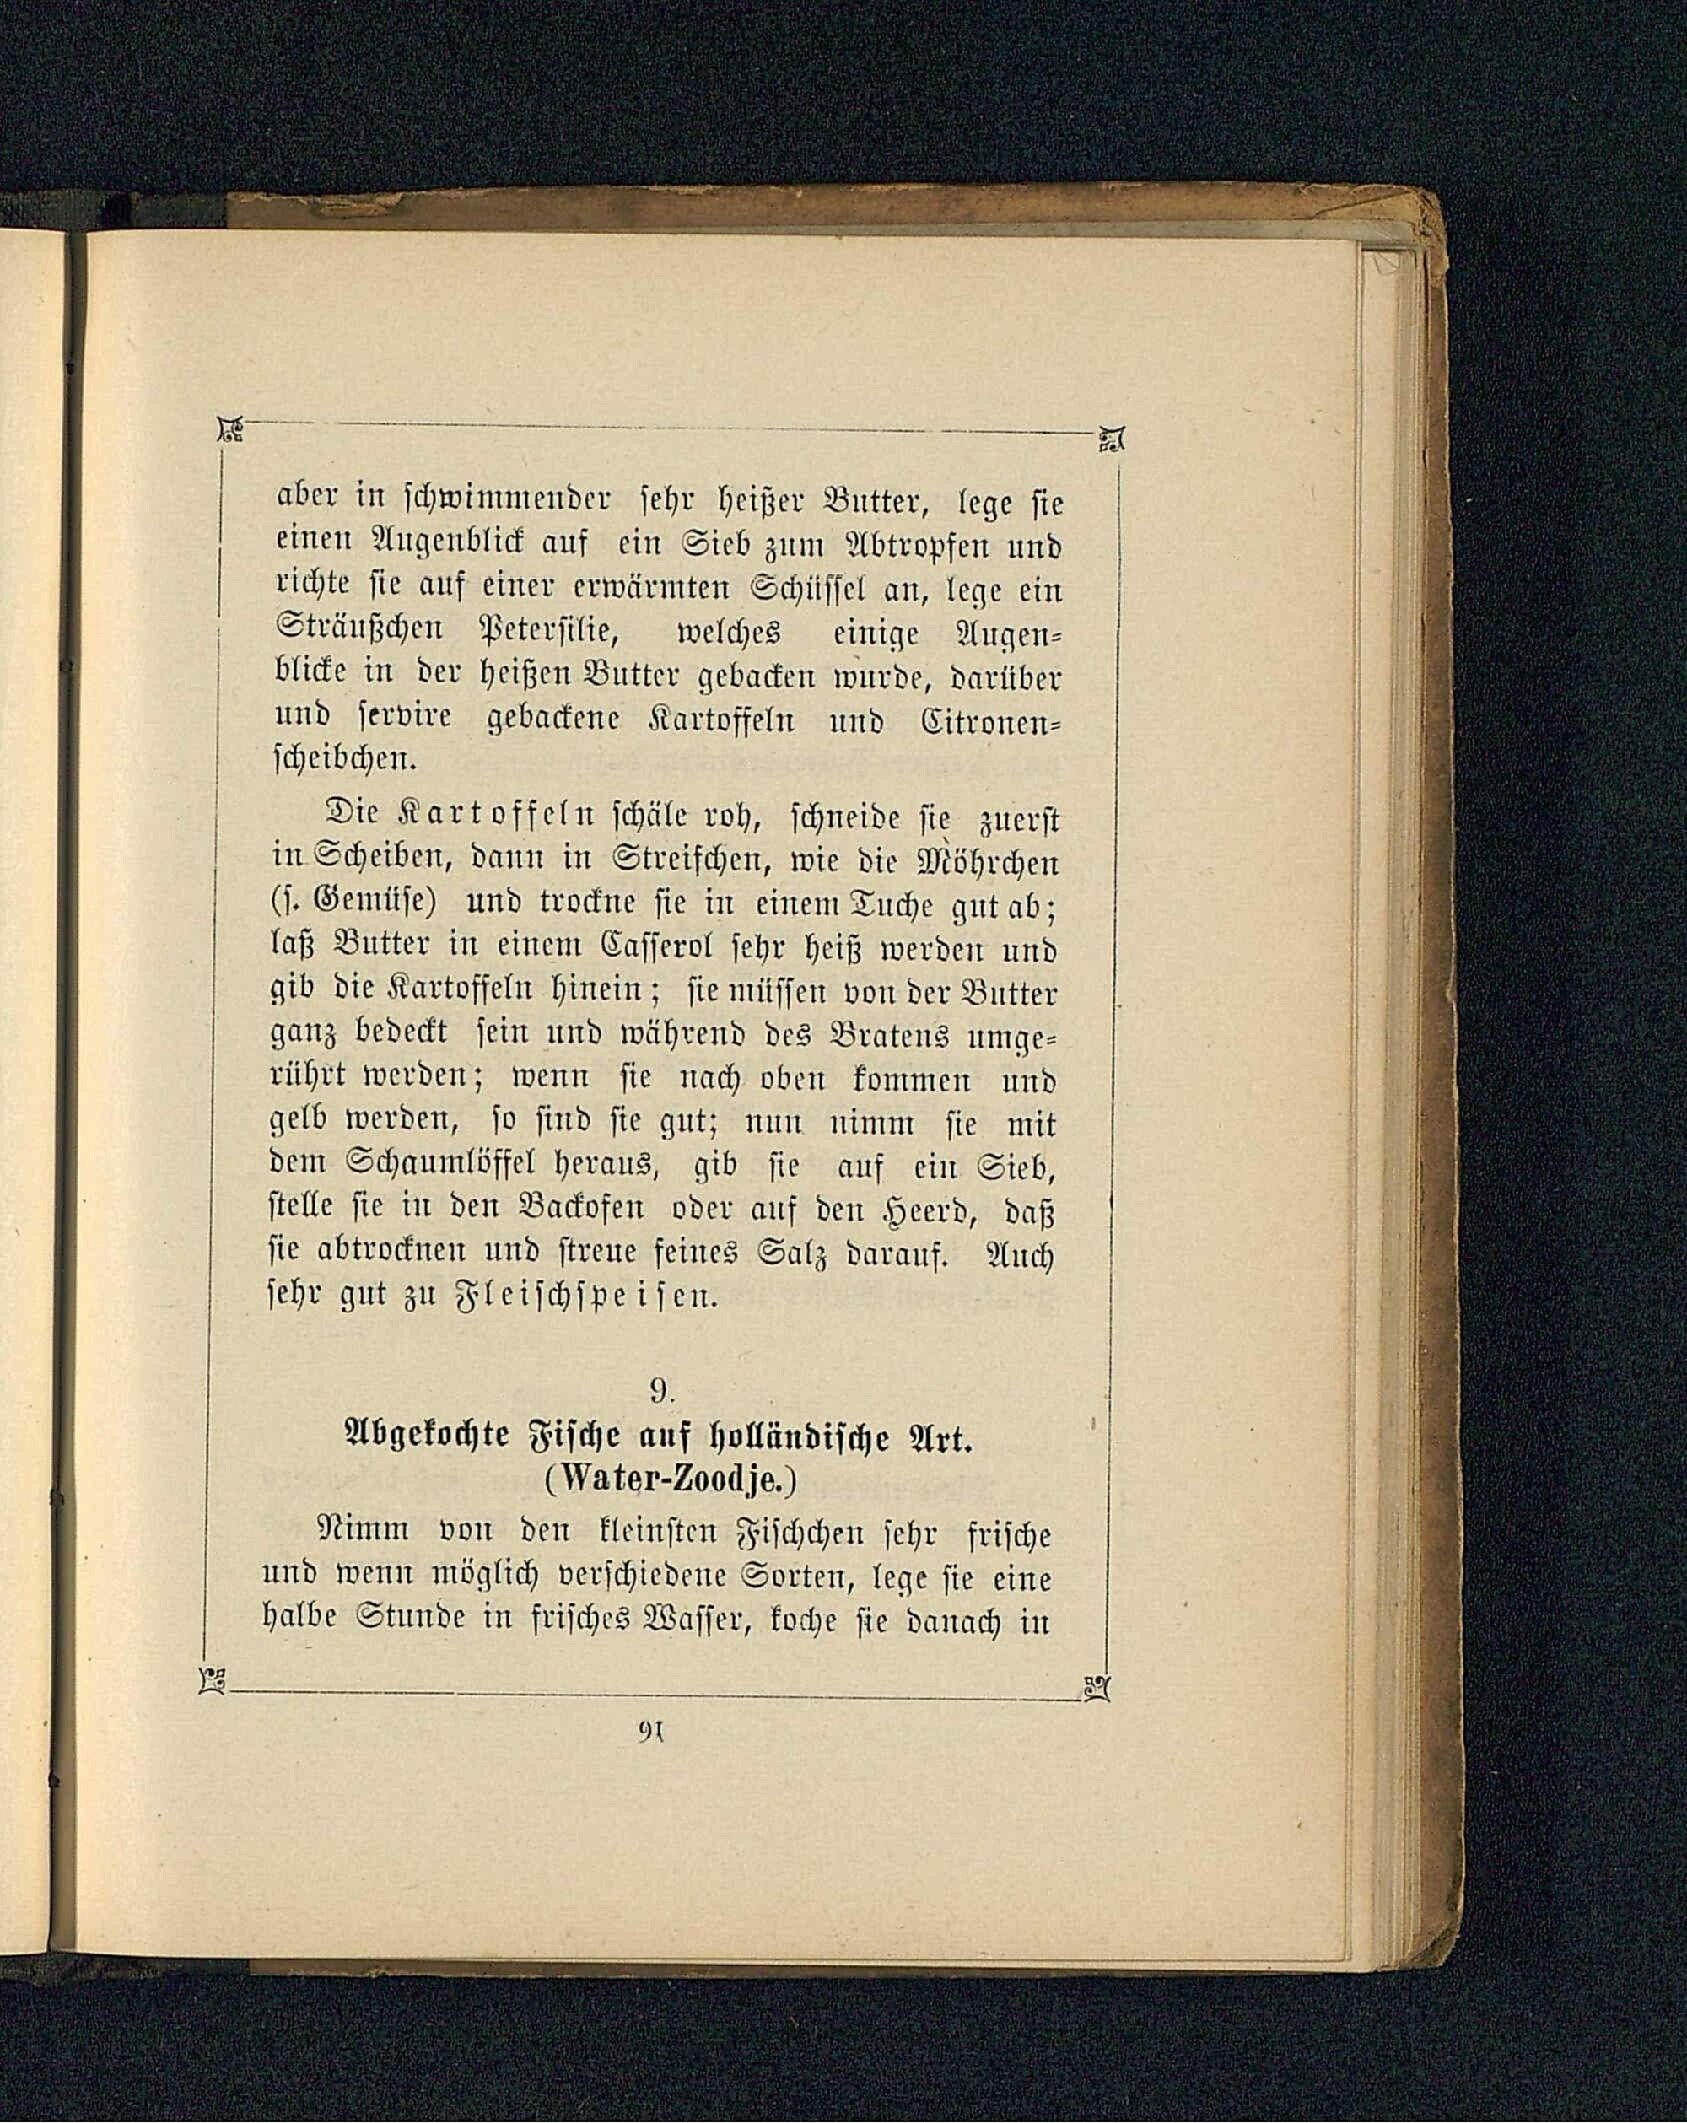 aber in schwimmender sehr heißer Butter, lege sie
einen Augenblick auf ein Sieb zum Abtropfen und
richte sie auf einer erwärmten Schüssel an, lege ein
Sträußchen Petersilie, welches einige Augen-
blicke in der heißen Butter gebacken wurde, darüber
und servire gebackene Kartoffeln und Citronen-
scheibchen.
Die Kartoffeln schäle roh, schneide sie zuerst
in Scheiben, dann in Streifchen, wie die Möhrchen
(s. Gemüse) und trockne sie in einem Tuche gut ab;
laß Butter in einem Casserol sehr heiß werden und
gib die Kartoffeln hinein; sie müssen von der Butter
ganz bedeckt sein und während des Bratens umge-
rührt werden; wenn sie nach oben kommen und
gelb werden, so sind sie gut; nun nimm sie mit
dem Schaumlöffel heraus, gib sie auf ein Sieb,
stelle sie in den Backofen oder auf den Heerd, daß
sie abtrocknen und streue feines Salz darauf. Auch
sehr gut zu Fleischspeisen.
9.
Abgekochte Fische auf holländische Art.
(Water-Zoodje.)
Nimm von den kleinsten Fischchen sehr frische
und wenn möglich verschiedene Sorten, lege sie eine
halbe Stunde in frisches Wasser, koche sie danach in
91